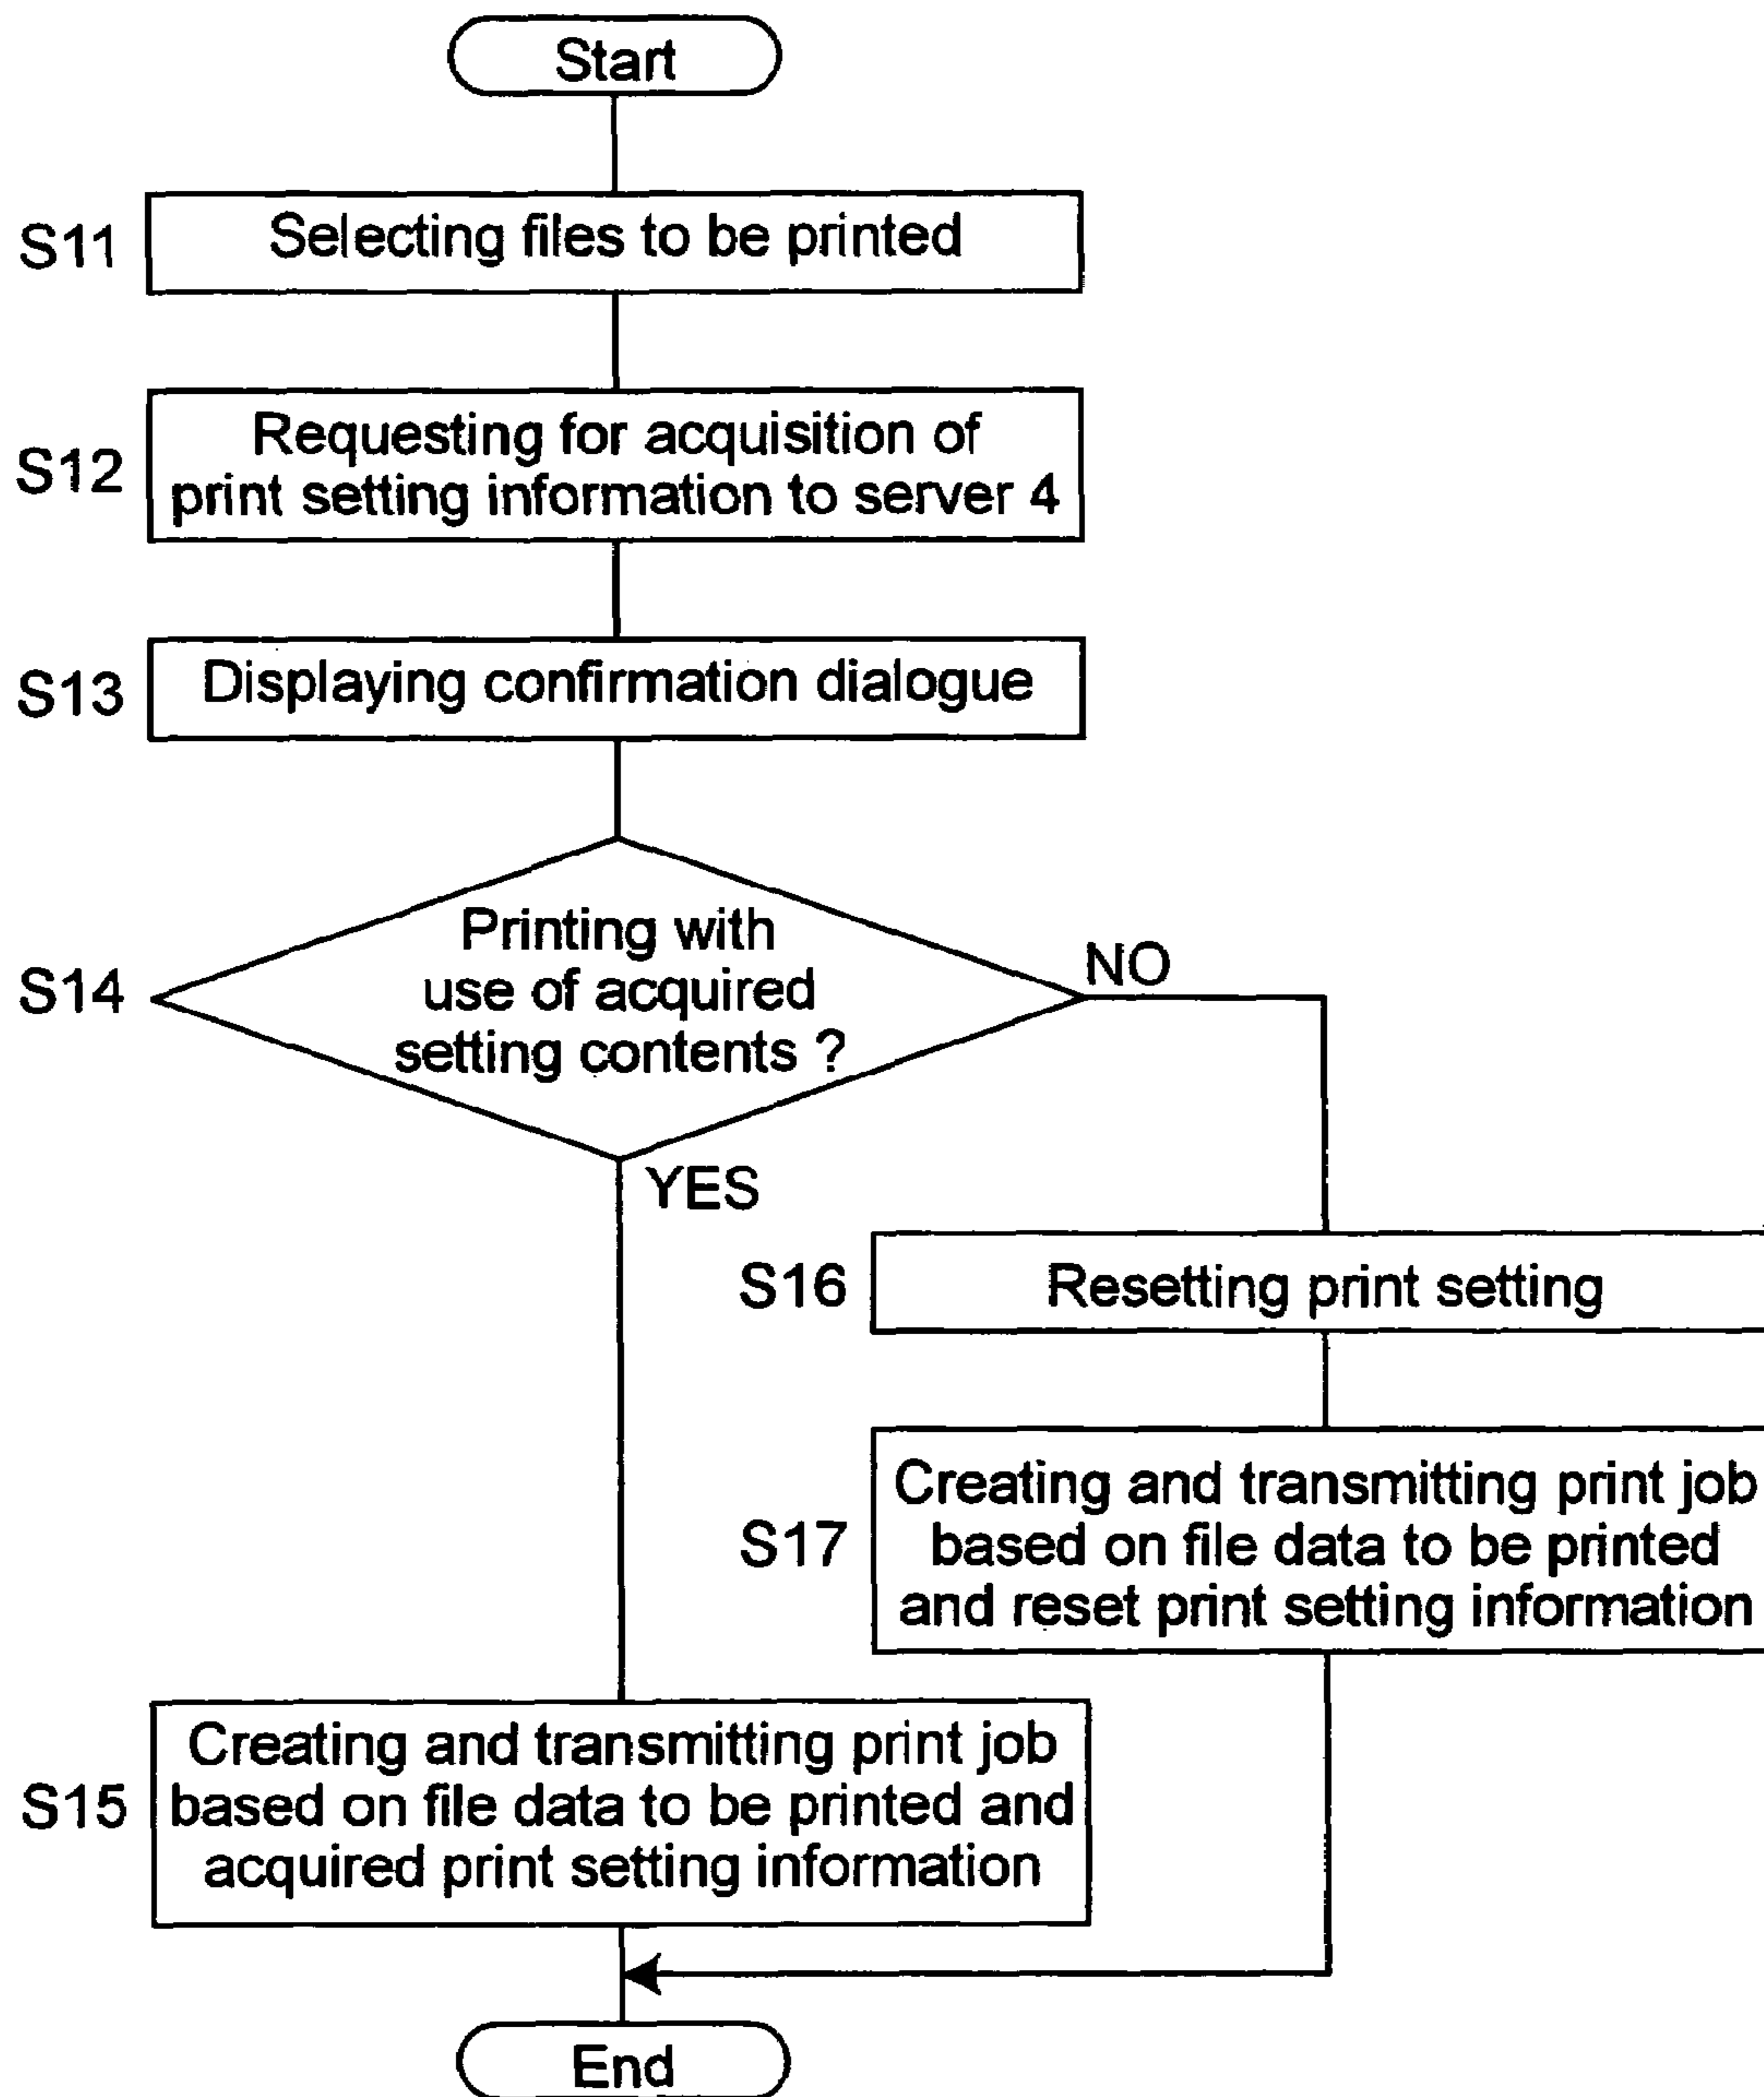 Start
S11
Selecting files to be printed
S12
Requesting for acquisition of
print setting information to server 4
S13
Displaying confirmation dialogue
S14
Printing with
use of acquired
setting contents ?
NO
YES
S16
Resetting print setting
S17
Creating and transmitting print job
based on file data to be printed
and reset print setting information
S15
Creating and transmitting print job
based on file data to be printed and
acquired print setting information
End